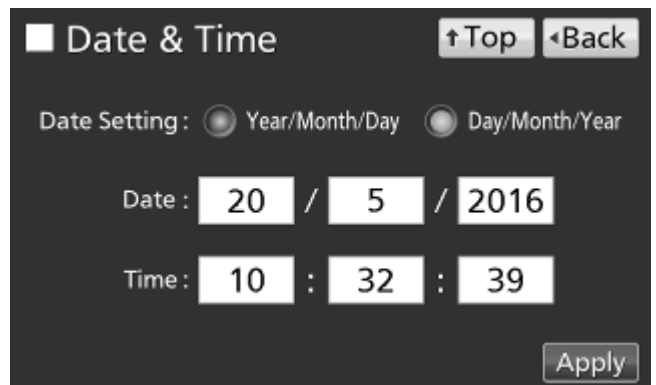 Date & Time ↑Top ◂Back
Date Setting: Year/Month/Day Day/Month/Year
Date: 20 / 5 / 2016
Time: 10 : 32 : 39
Apply